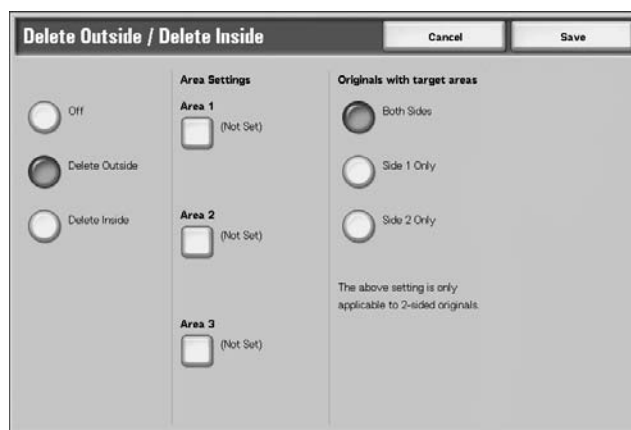 Delete Outside / Delete Inside
Cancel
Save
Off
Delete Outside
Delete Inside
Area Settings
Area 1
(Not Set)
Area 2
(Not Set)
Area 3
(Not Set)
Originals with target areas
Both Sides
Side 1 Only
Side 2 Only
The above setting is only
applicable to 2-sided originals.